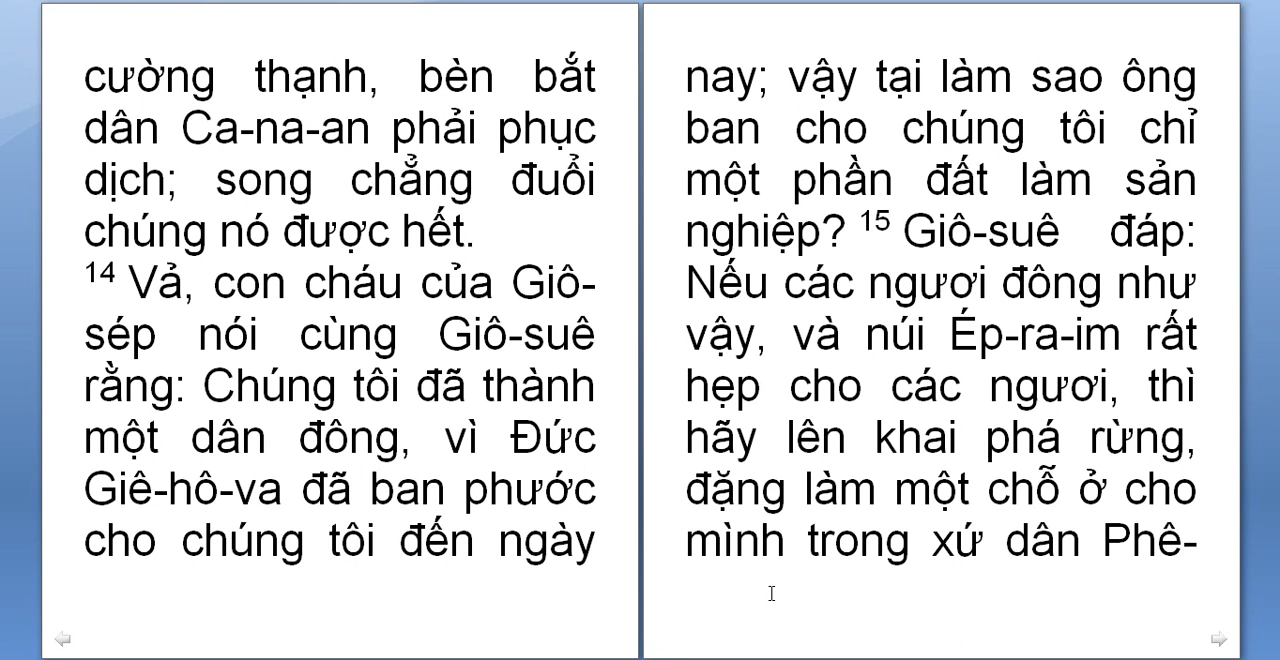 cường thạnh, bèn bắt
dân Ca-na-an phải phục
dịch; song chẳng đuổi
chúng nó được hết.
14 Vả, con cháu của Giô-
sép nói cùng Giô-suê
rằng: Chúng tôi đã thành
một dân đông, vì Đức
Giê-hô-va đã ban phước
cho chúng tôi đến ngày
nay; vậy tại làm sao ông
ban cho chúng tôi chỉ
một phần đất làm sản
nghiệp? 15 Giô-suê đáp:
Nếu các ngươi đông như
vậy, và núi Ép-ra-im rất
hẹp cho các ngươi, thì
hãy lên khai phá rừng,
đặng làm một chỗ ở cho
mình trong xứ dân Phê-